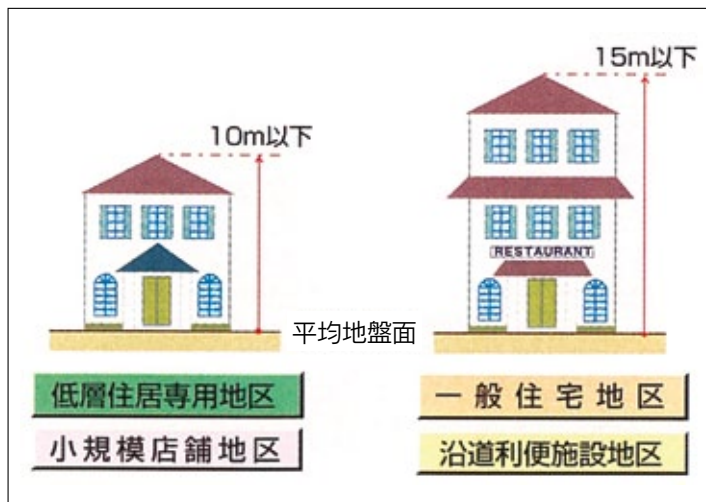 10m以下
15m以下
RESTAURANT
平均地盤面
低層住居専用地区
小規模店舗地区
一般住宅地区
沿道利便施設地区